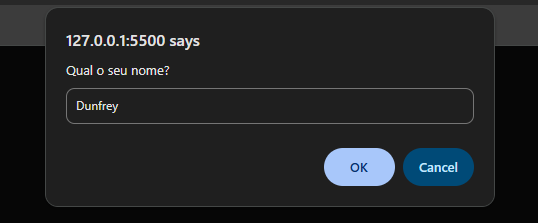 127.0.0.1:5500 says
Qual o seu nome?
Dunfrey
OK Cancel